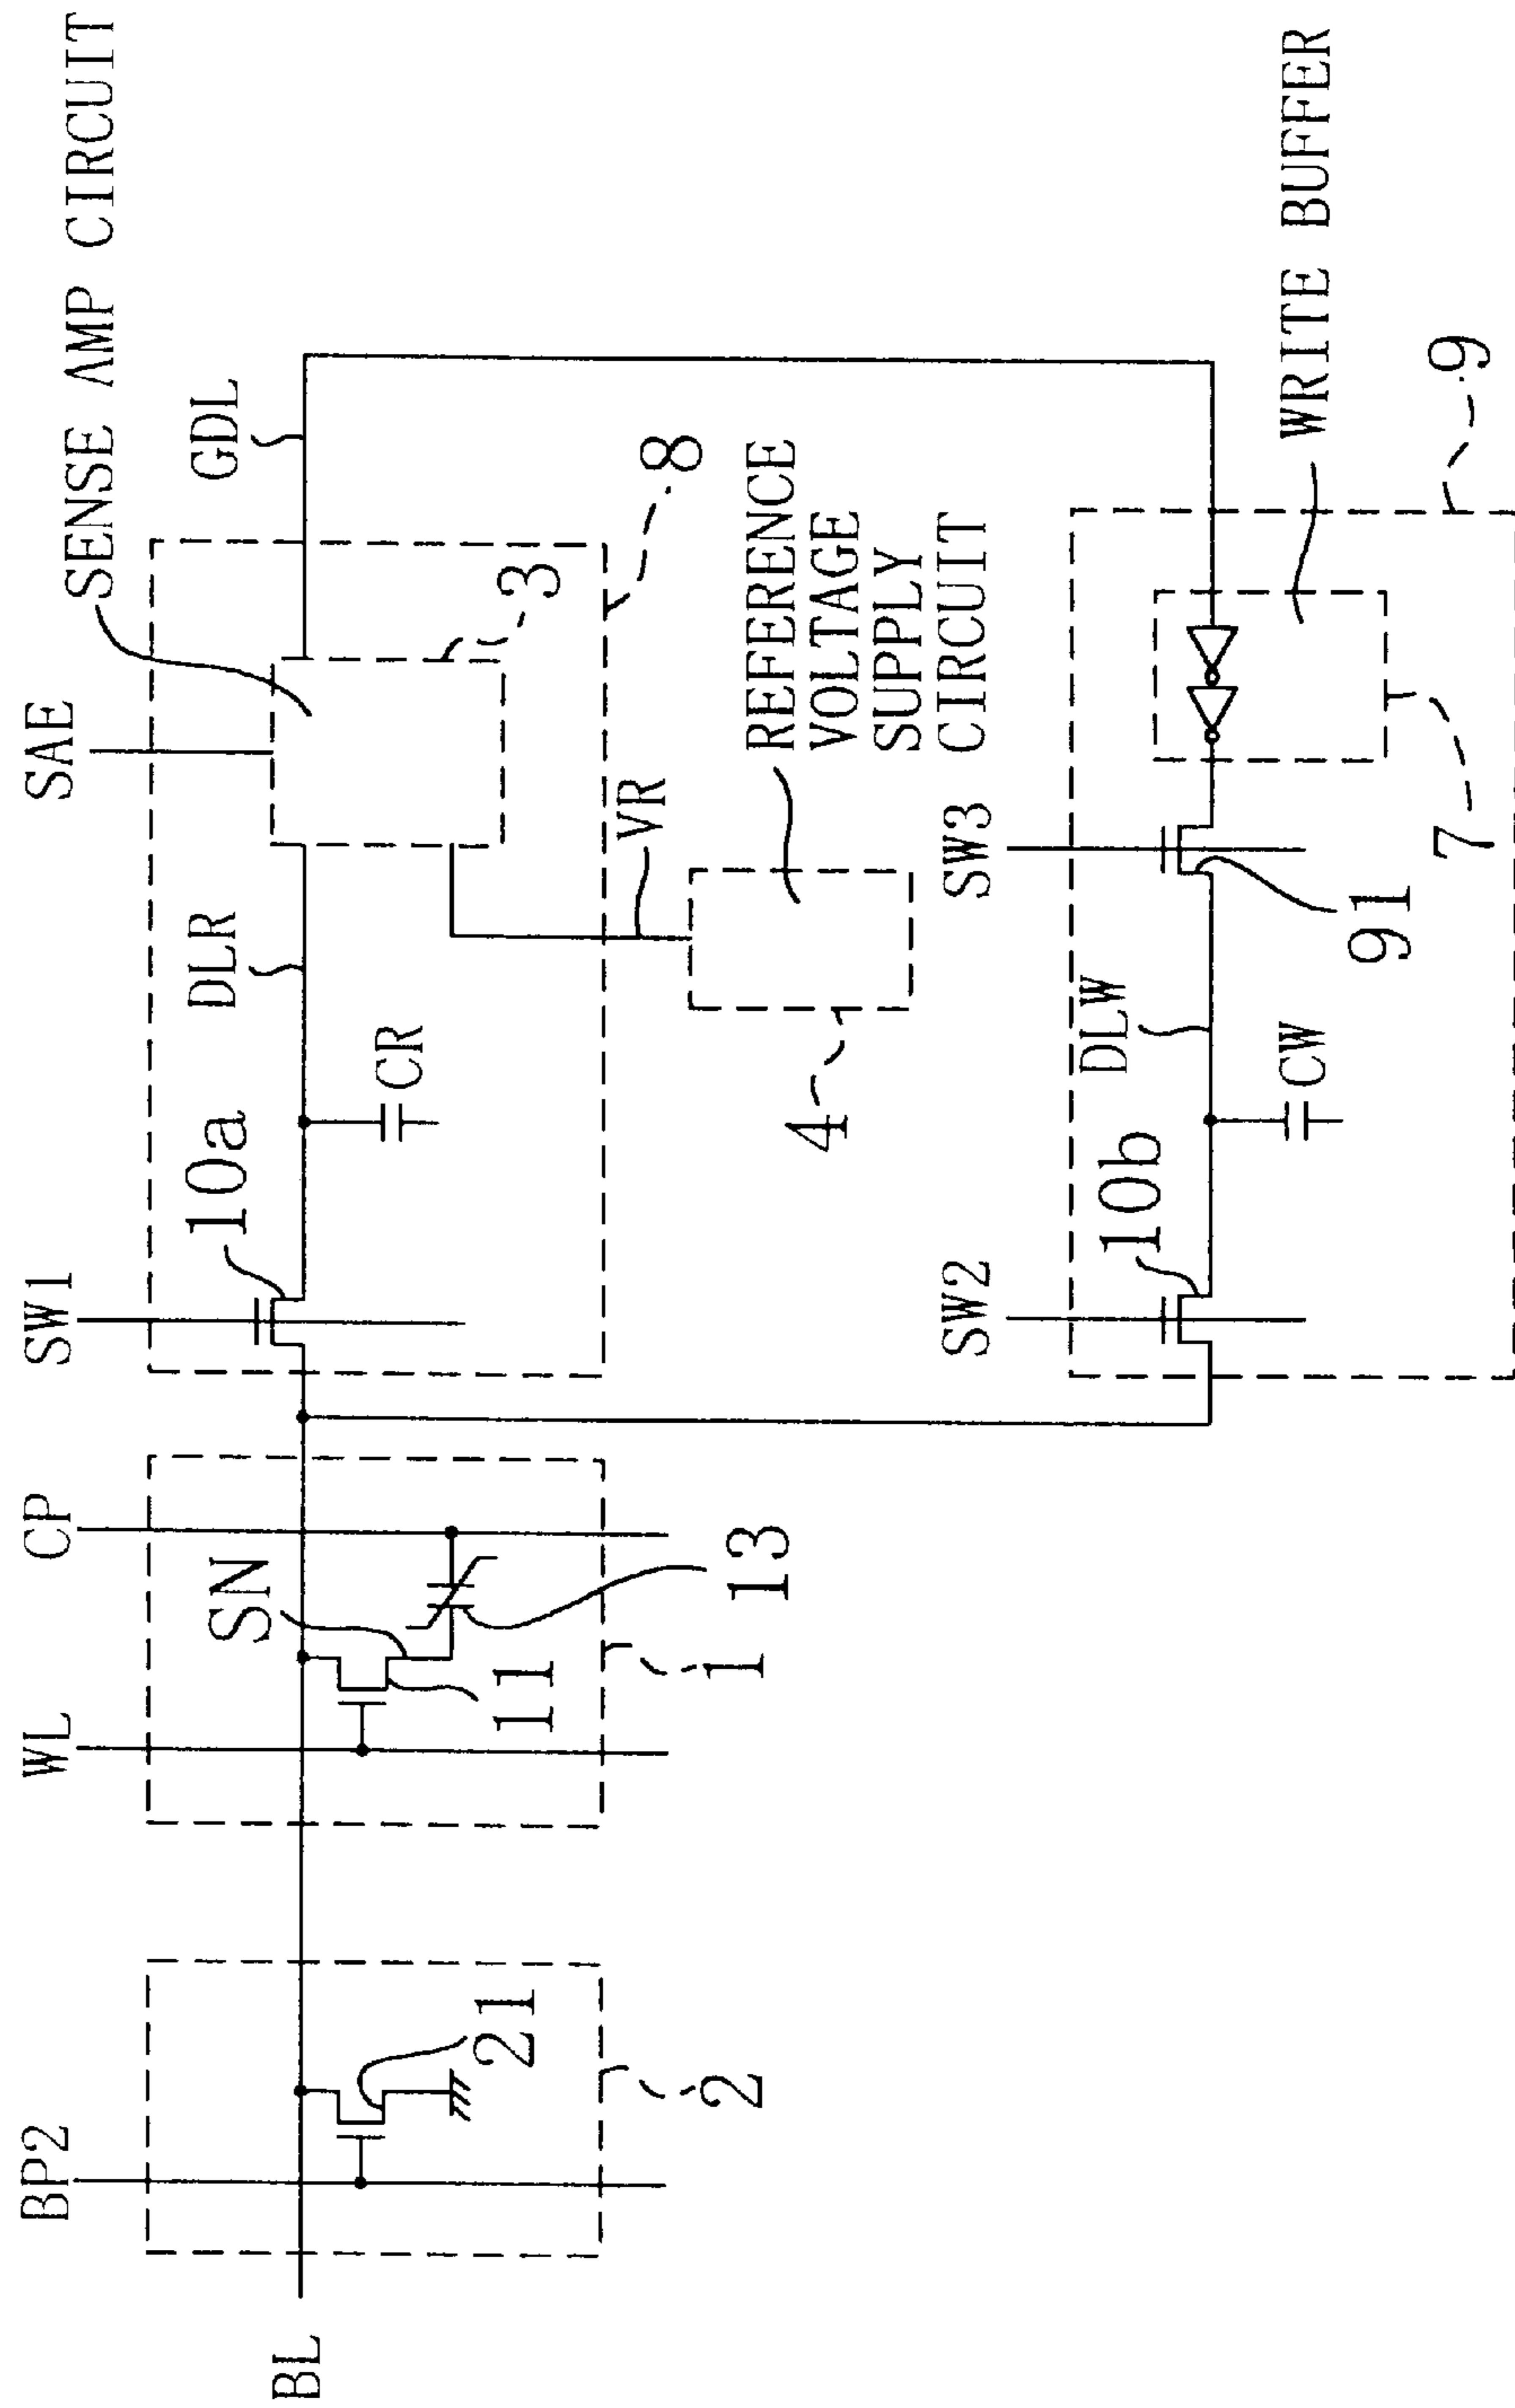 BP2
WL
CP
SW1
SAE
SENSE AMP CIRCUIT
BL
SN
10a
DLR
GDL
CR
3
21
11
13
2
1
VR
8
4
REFERENCE
VOLTAGE
SUPPLY
CIRCUIT
SW2
SW3
10b
DLW
CW
91
7
WRITE BUFFER
9